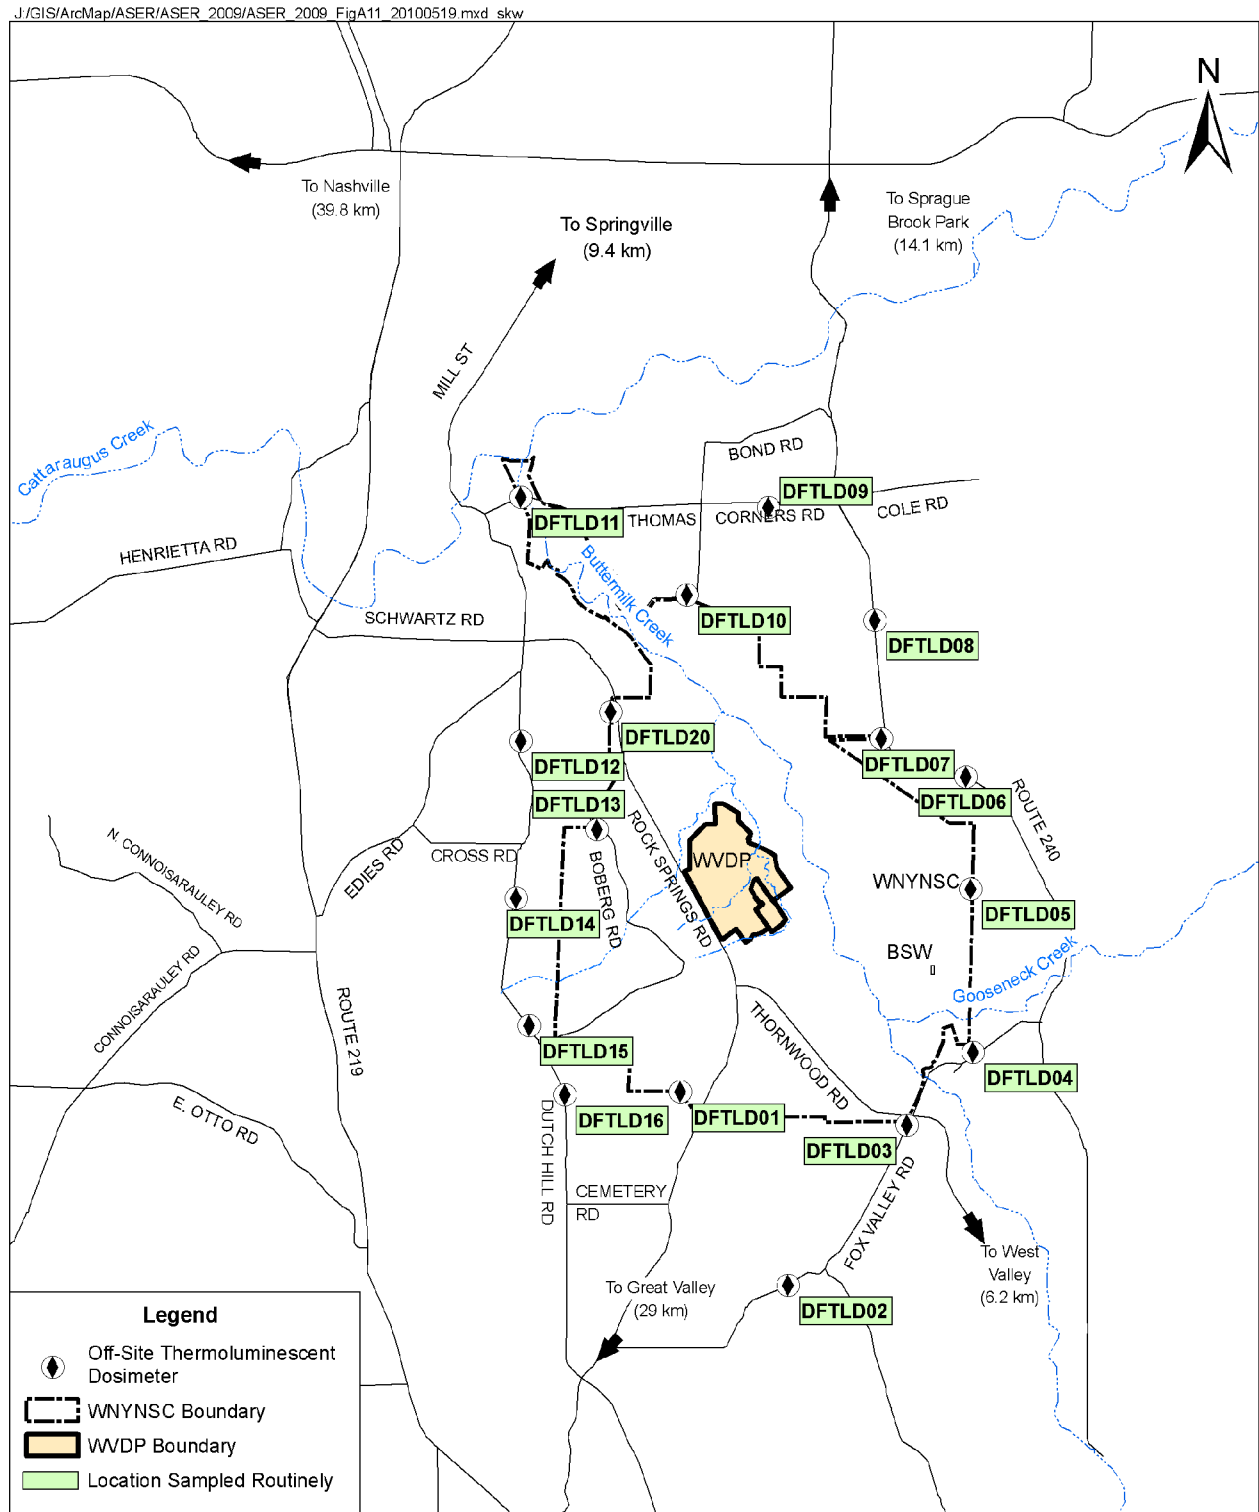 J:/GIS/ArcMap/ASER/ASER_2009/ASER_2009_FigA11_20100519.mxd skw
N
To Nashville
(39.8 km)
To Sprague
Brook Park
(14.1 km)
To Springville
(9.4 km)
MILL ST
Cattaraugus Creek
BOND RD
DFTLD09
DFTLD11
THOMAS
CORNERS RD
COLE RD
HENRIETTA RD
Buttermilk Creek
SCHWARTZ RD
DFTLD10
DFTLD08
DFTLD20
DFTLD12
DFTLD07
DFTLD13
DFTLD06
ROUTE 240
N. CONNOISARAULEY RD
EDIES RD
CROSS RD
BOBERG RD
ROCK SPRINGS RD
WVDP
WNYNSC
DFTLD14
DFTLD05
CONNOISARAULEY RD
BSW
Gooseneck Creek
ROUTE 219
THORNWOOD RD
DFTLD15
DFTLD04
E. OTTO RD
DUTCH HILL RD
DFTLD16
DFTLD01
DFTLD03
CEMETERY
RD
FOX VALLEY RD
To West
Valley
(6.2 km)
To Great Valley
(29 km)
DFTLD02
Legend
Off-Site Thermoluminescent
Dosimeter
WNYNSC Boundary
WVDP Boundary
Location Sampled Routinely